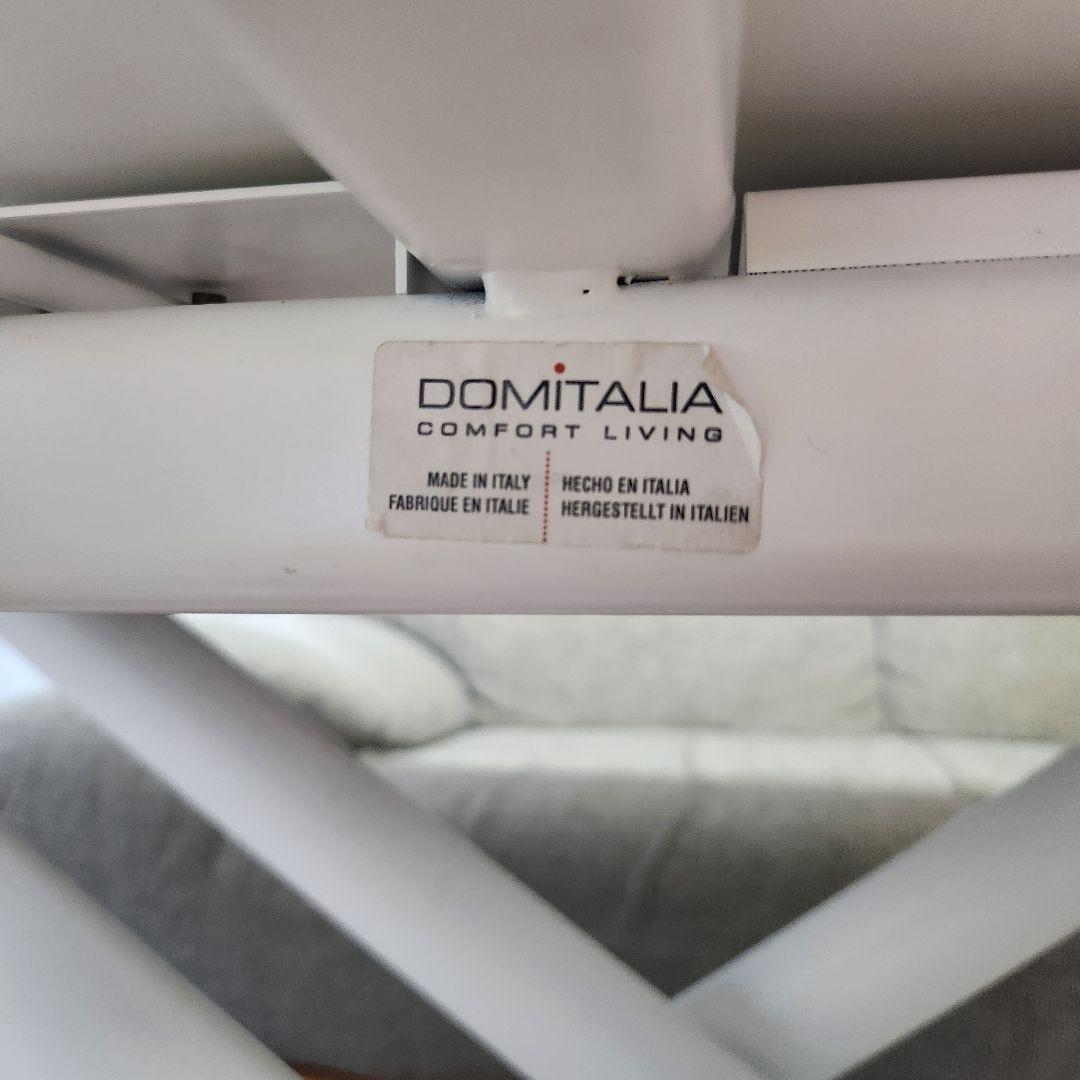 DOMITALIA
COMFORT LIVING
MADE IN ITALY
FABRIQUE EN ITALIE
HECHO EN ITALIA
HERGESTELLT IN ITALIEN